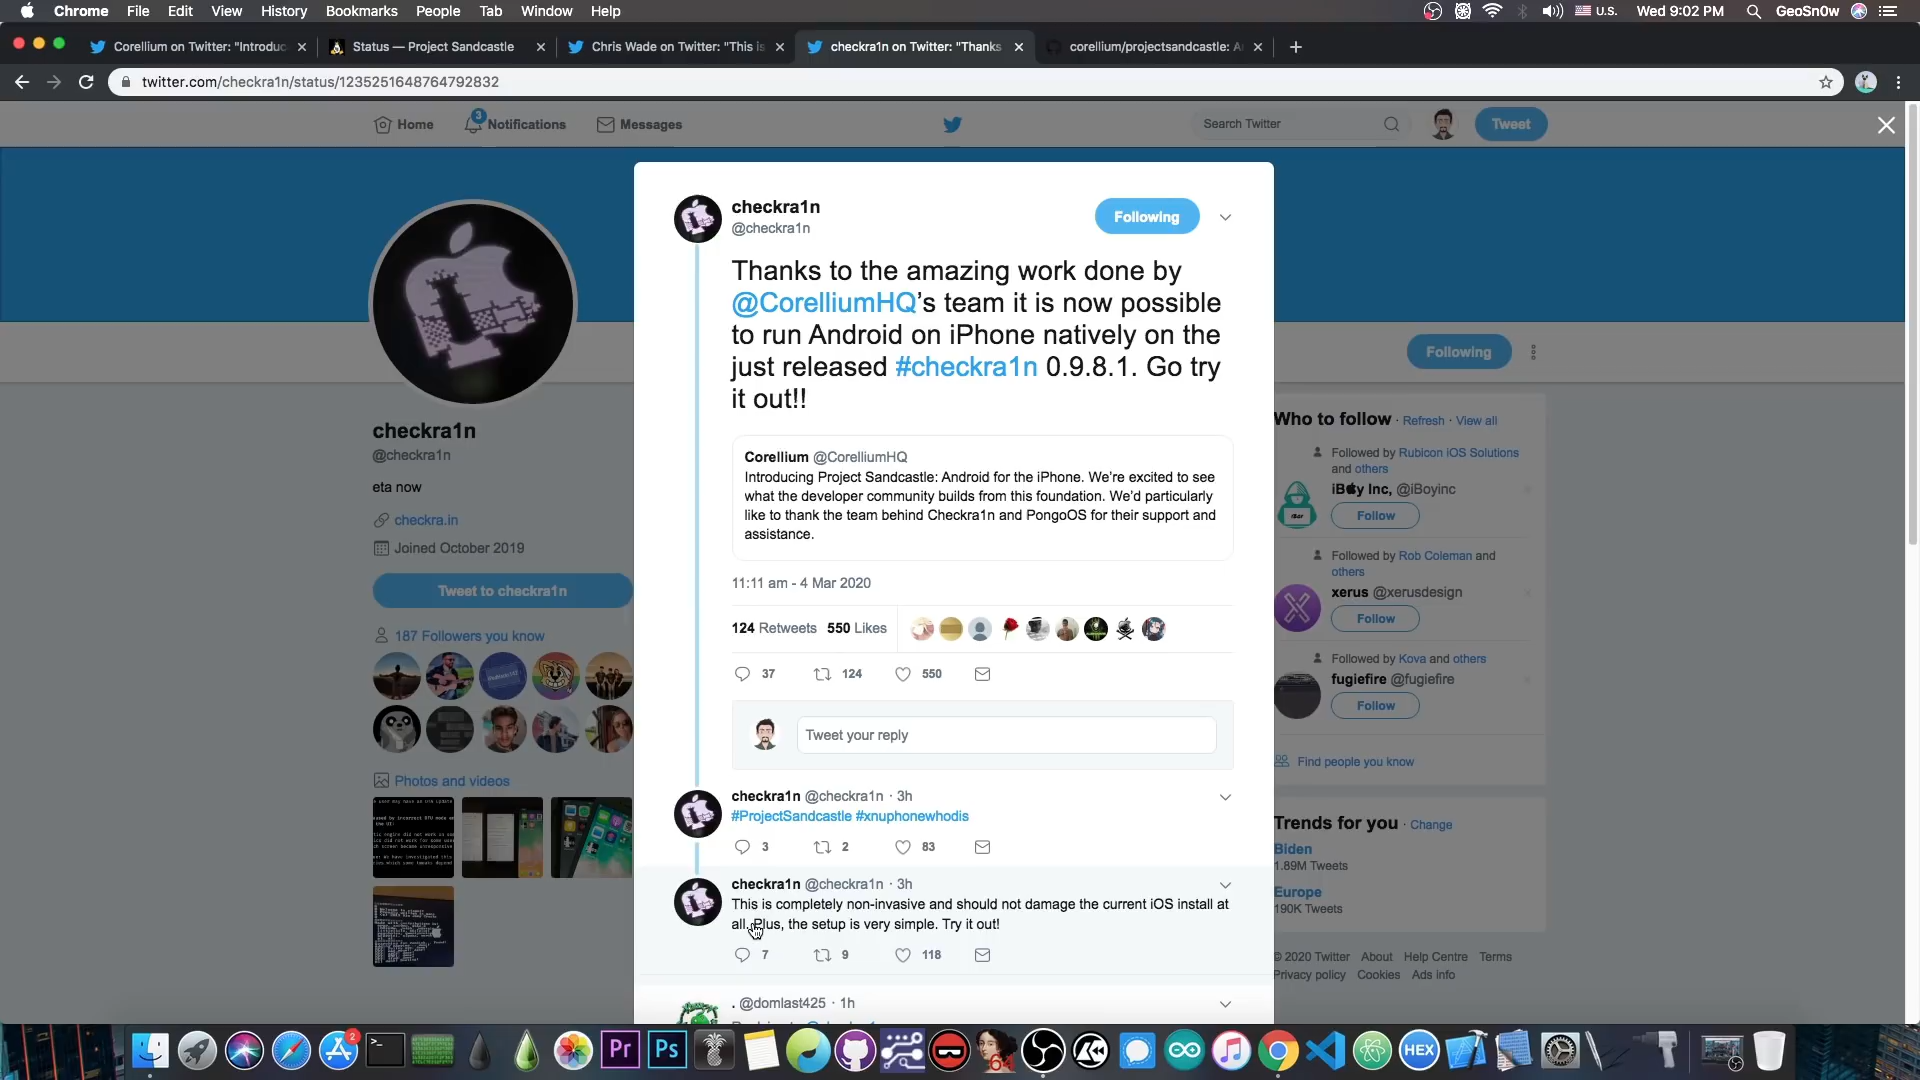 Chrome File Edit View History Bookmarks People Tab Window Help U.S. Wed 9:02 PM GeoSn0w
Corellium on Twitter: "Introduc
Status — Project Sandcastle
Chris Wade on Twitter: "This is
checkra1n on Twitter: "Thanks
corellium/projectsandcastle: A
twitter.com/checkra1n/status/1235251648764792832
Home 3 Notifications Messages Search Twitter Tweet
checkra1n
@checkra1n
eta now
checkra.in
Joined October 2019
Tweet to checkra1n
187 Followers you know
Photos and videos
checkra1n
@checkra1n
Following
Thanks to the amazing work done by
@CorelliumHQ's team it is now possible
to run Android on iPhone natively on the
just released #checkra1n 0.9.8.1. Go try
it out!!
Corellium @CorelliumHQ
Introducing Project Sandcastle: Android for the iPhone. We're excited to see
what the developer community builds from this foundation. We'd particularly
like to thank the team behind Checkra1n and PongoOS for their support and
assistance.
11:11 am - 4 Mar 2020
124 Retweets 550 Likes
37 124 550
Tweet your reply
checkra1n @checkra1n · 3h
#ProjectSandcastle #xnuphonewhodis
3 2 83
checkra1n @checkra1n · 3h
This is completely non-invasive and should not damage the current iOS install at
all. Plus, the setup is very simple. Try it out!
7 9 118
. @domlast425 · 1h
Following
Who to follow · Refresh · View all
Followed by Rubicon iOS Solutions
and others
iBoy Inc, @iBoyinc
Follow
Followed by Rob Coleman and
others
xerus @xerusdesign
Follow
Followed by Kova and others
fugiefire @fugiefire
Follow
Find people you know
Trends for you · Change
Biden
1.89M Tweets
Europe
190K Tweets
© 2020 Twitter About Help Centre Terms
Privacy policy Cookies Ad info
2 Pr Ps 64 HEX